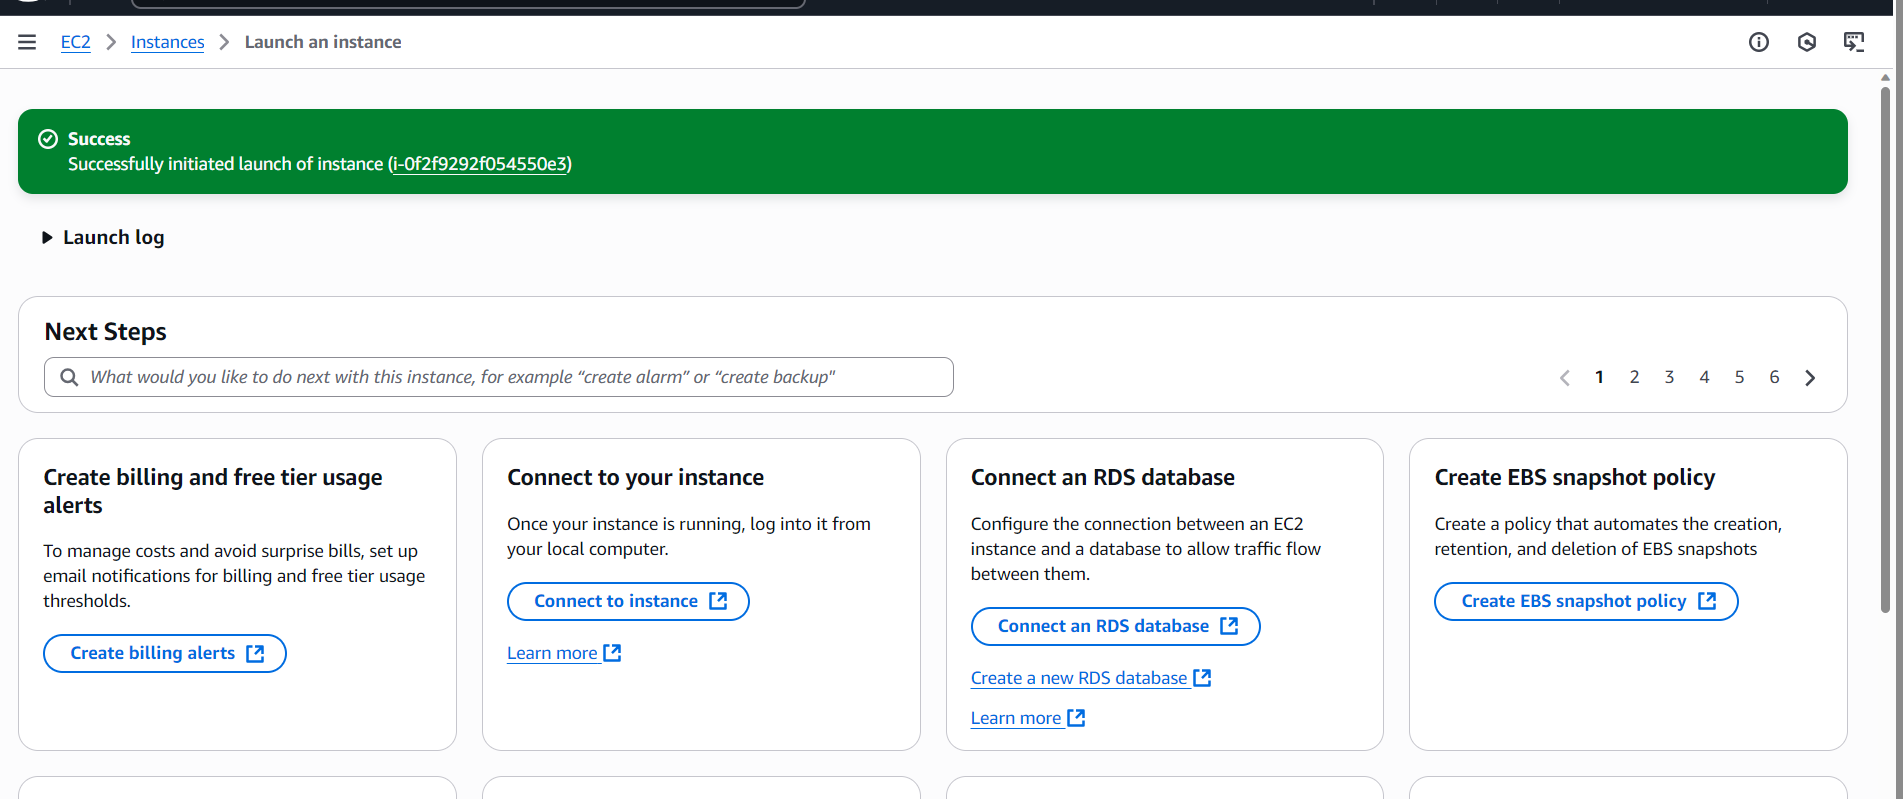 EC2 Instances Launch an instance
Success
Successfully initiated launch of instance (i-0f2f9292f054550e3)
Launch log
Next Steps
What would you like to do next with this instance, for example “create alarm” or “create backup"
1 2 3 4 5 6
Create billing and free tier usage
alerts
To manage costs and avoid surprise bills, set up
email notifications for billing and free tier usage
thresholds.
Create billing alerts
Connect to your instance
Once your instance is running, log into it from
your local computer.
Connect to instance
Learn more
Connect an RDS database
Configure the connection between an EC2
instance and a database to allow traffic flow
between them.
Connect an RDS database
Create a new RDS database
Learn more
Create EBS snapshot policy
Create a policy that automates the creation,
retention, and deletion of EBS snapshots
Create EBS snapshot policy